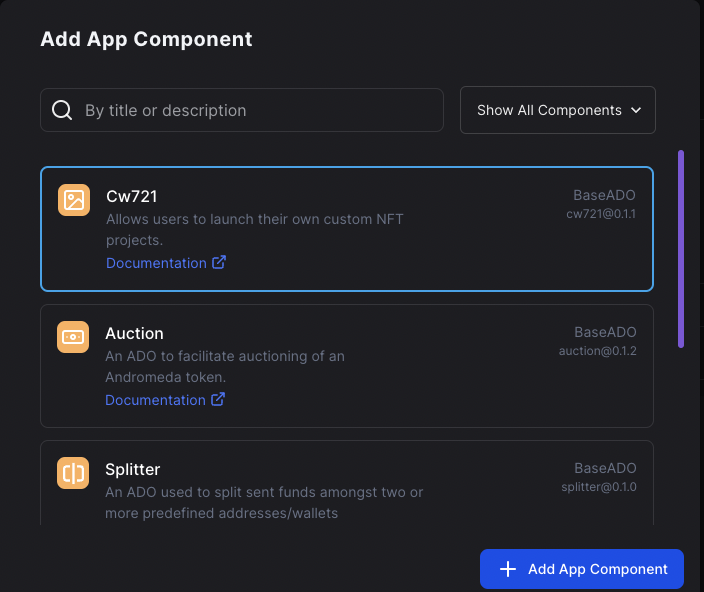 Add App Component
By title or description
Show All Components
Cw721
BaseADO
Allows users to launch their own custom NFT
cw721@0.1.1
projects.
Documentation
Auction
BaseADO
An ADO to facilitate auctioning of an
auction@0.1.2
Andromeda token.
Documentation
Splitter
BaseADO
An ADO used to split sent funds amongst two or
splitter@0.1.0
more predefined addresses/wallets
Add App Component